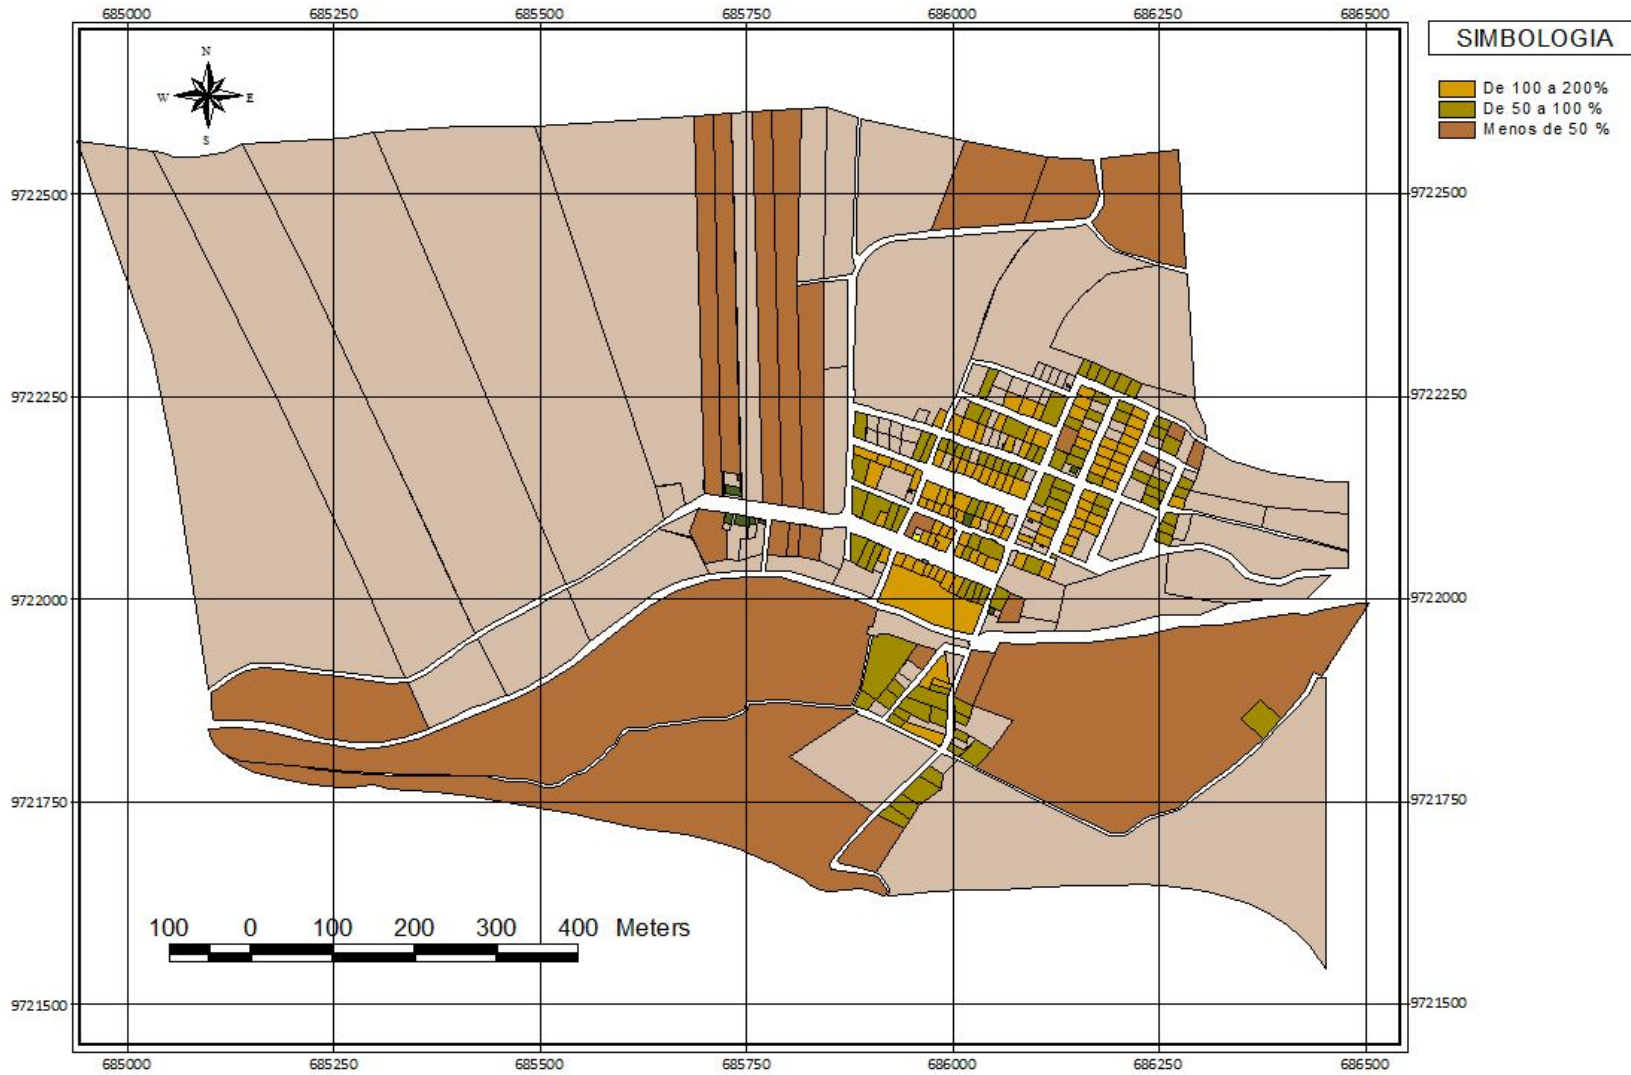 685000 685250 685500 685750 686000 686250 686500
SIMBOLOGIA
N
W E
S
De 100 a 200%
De 50 a 100 %
Menos de 50 %
9722500 9722500
9722250 9722250
9722000 9722000
9721750 9721750
100 0 100 200 300 400 Meters
9721500 9721500
685000 685250 685500 685750 686000 686250 686500